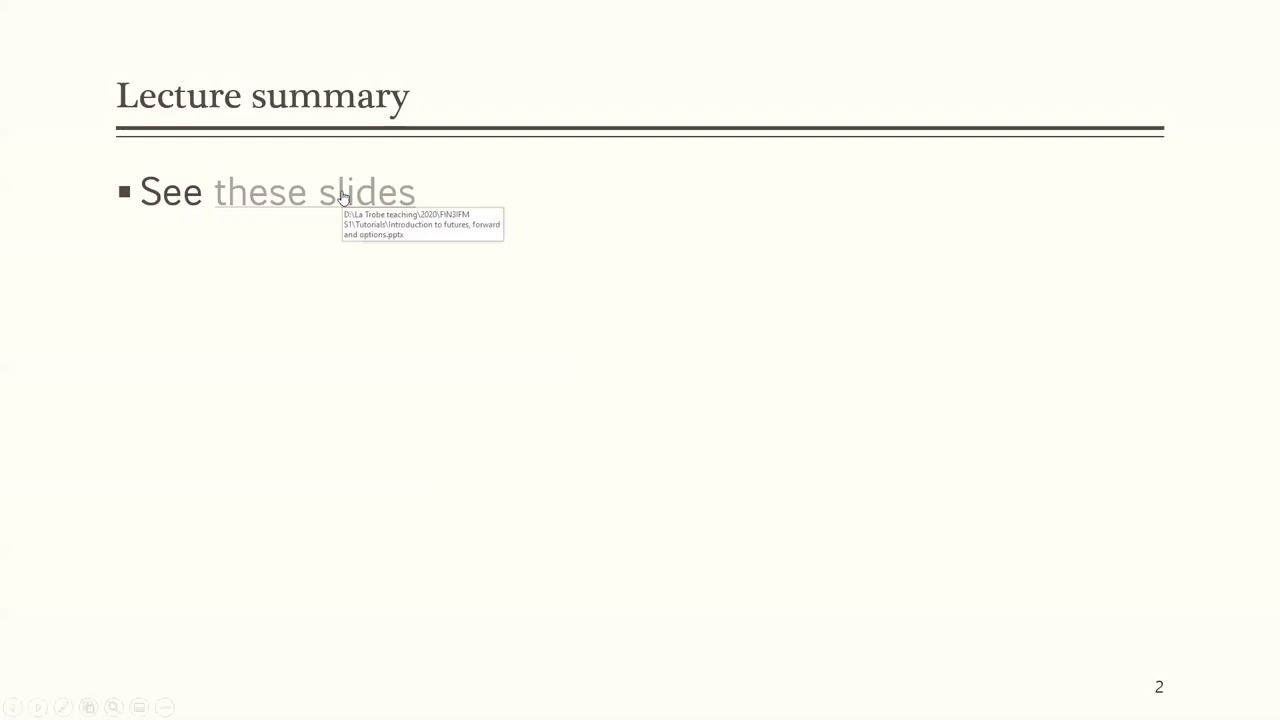 Lecture summary
▪ See these slides
D:\La Trobe teaching\2020\FIN3IFM
S1\Tutorials\Introduction to futures, forward
and options.pptx
2